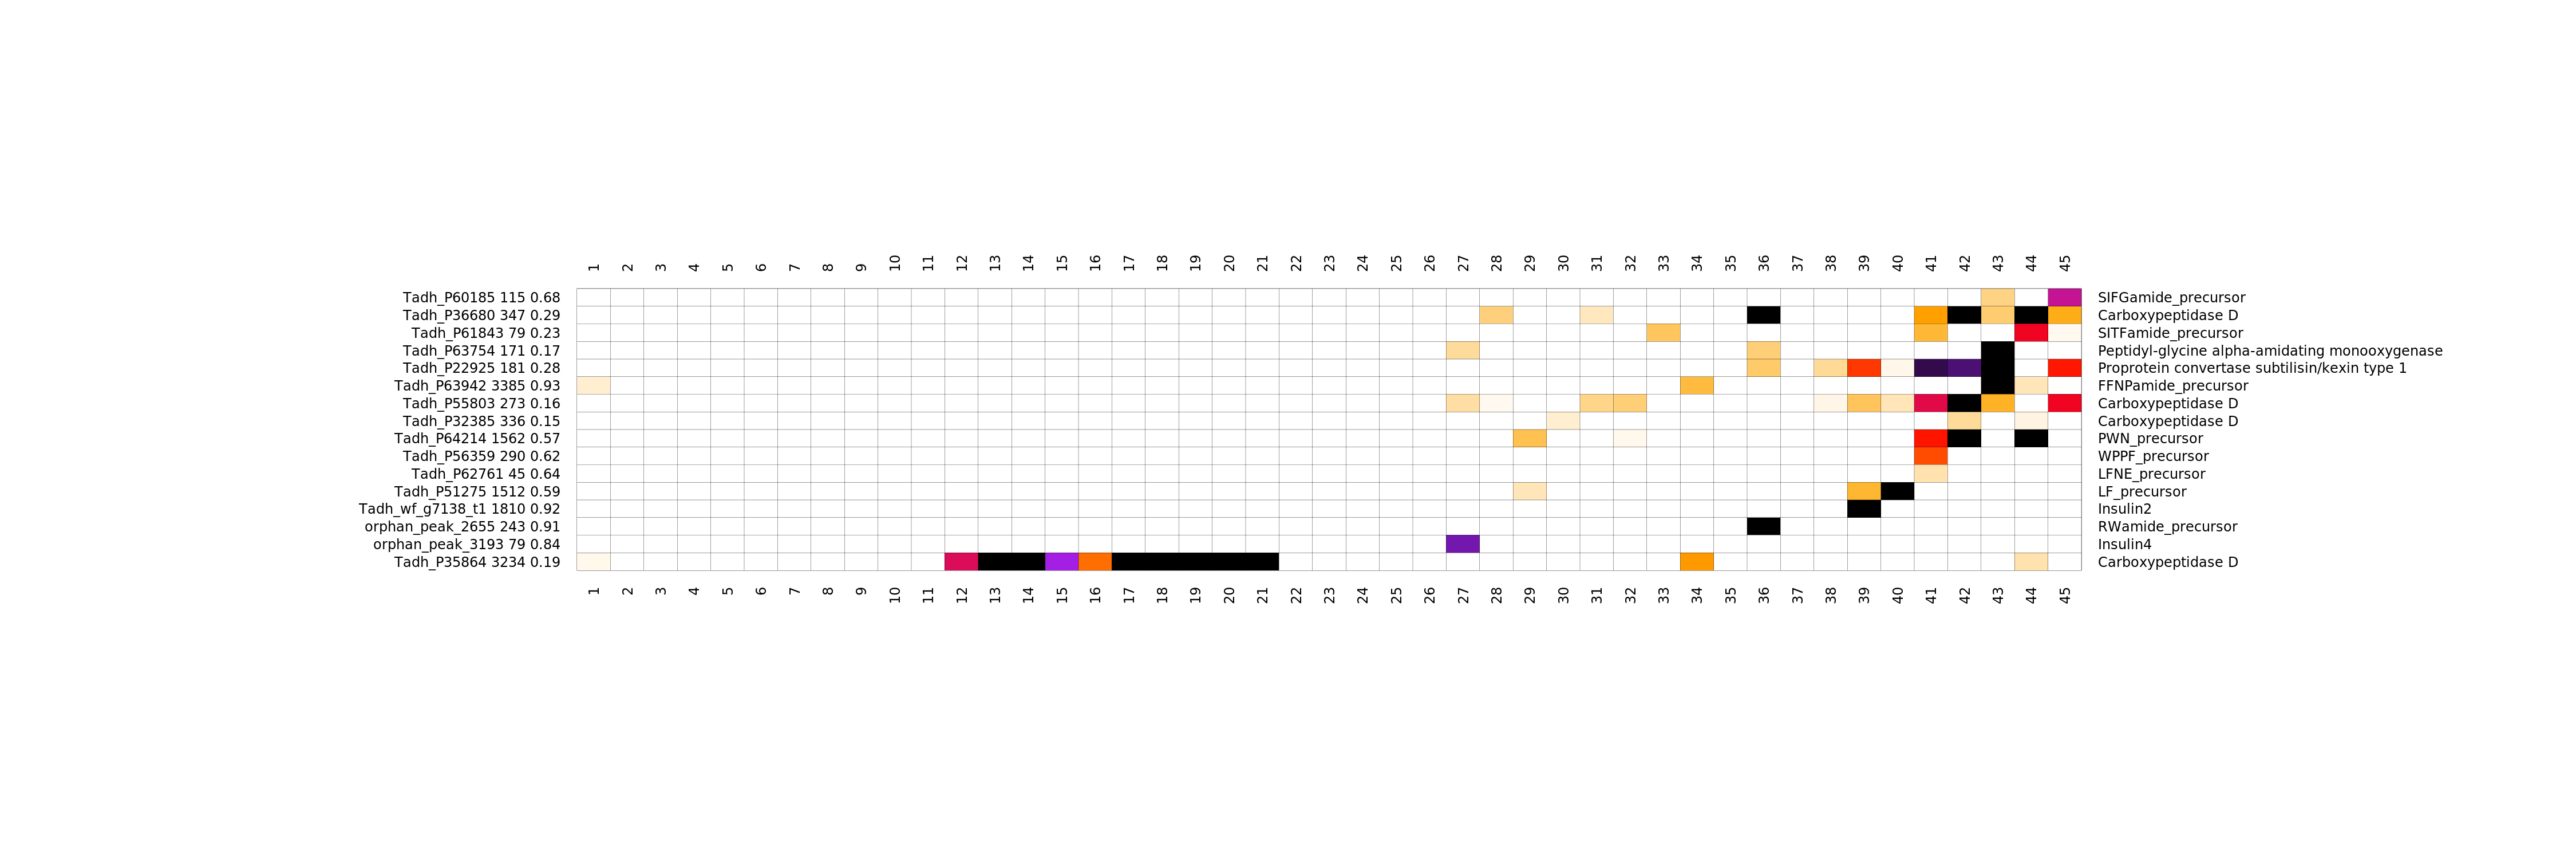 1 2 3 4 5 6 7 8 9 10 11 12 13 14 15 16 17 18 19 20 21 22 23 24 25 26 27 28 29 30 31 32 33 34 35 36 37 38 39 40 41 42 43 44 45
Tadh_P60185 115 0.68 SIFGamide_precursor
Tadh_P36680 347 0.29 Carboxypeptidase D
Tadh_P61843 79 0.23 SITFamide_precursor
Tadh_P63754 171 0.17 Peptidyl-glycine alpha-amidating monooxygenase
Tadh_P22925 181 0.28 Proprotein convertase subtilisin/kexin type 1
Tadh_P63942 3385 0.93 FFNPamide_precursor
Tadh_P55803 273 0.16 Carboxypeptidase D
Tadh_P32385 336 0.15 Carboxypeptidase D
Tadh_P64214 1562 0.57 PWN_precursor
Tadh_P56359 290 0.62 WPPF_precursor
Tadh_P62761 45 0.64 LFNE_precursor
Tadh_P51275 1512 0.59 LF_precursor
Tadh_wf_g7138_t1 1810 0.92 Insulin2
orphan_peak_2655 243 0.91 RWamide_precursor
orphan_peak_3193 79 0.84 Insulin4
Tadh_P35864 3234 0.19 Carboxypeptidase D
1 2 3 4 5 6 7 8 9 10 11 12 13 14 15 16 17 18 19 20 21 22 23 24 25 26 27 28 29 30 31 32 33 34 35 36 37 38 39 40 41 42 43 44 45